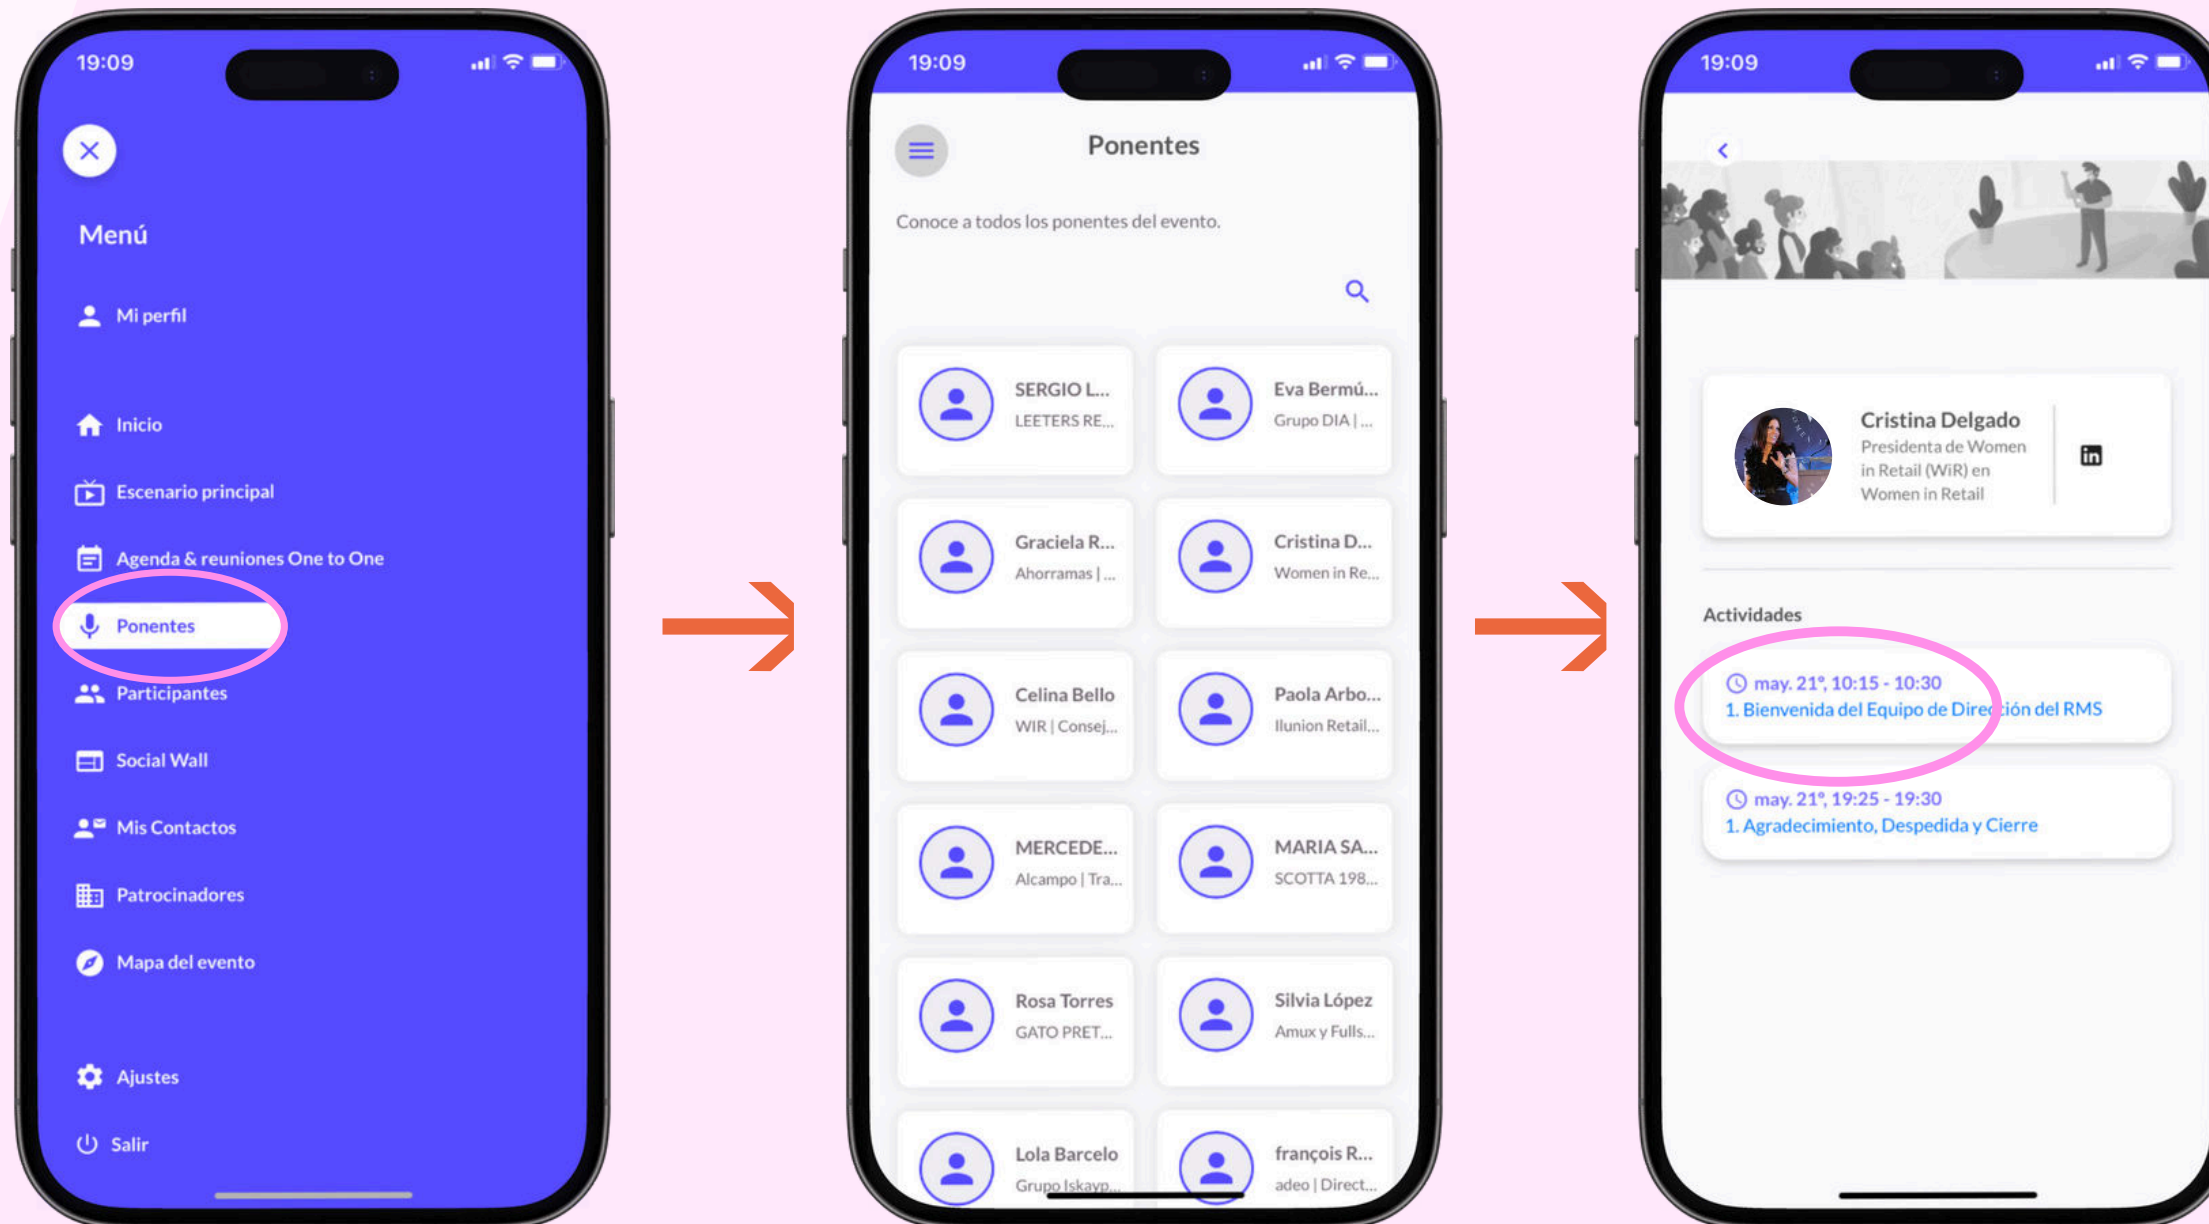 19:09
Menú
Mi perfil
Inicio
Escenario principal
Agenda & reuniones One to One
Ponentes
Participantes
Social Wall
Mis Contactos
Patrocinadores
Mapa del evento
Ajustes
Salir
19:09
Ponentes
Conoce a todos los ponentes del evento.
SERGIO L...
LEETERS RE...
Eva Bermú...
Grupo DIA | ...
Graciela R...
Ahorramas | ...
Cristina D...
Women in Re...
Celina Bello
WIR | Consej...
Paola Arbo...
Ilunion Retail...
MERCEDE...
Alcampo | Tra...
MARIA SA...
SCOTTA 198...
Rosa Torres
GATO PRET...
Silvia López
Amux y Fulls...
Lola Barcelo
Grupo Iskayp...
françois R...
adeo | Direct...
19:09
Cristina Delgado
Presidenta de Women
in Retail (WiR) en
Women in Retail
in
Actividades
may. 21º, 10:15 - 10:30
1. Bienvenida del Equipo de Dirección del RMS
may. 21º, 19:25 - 19:30
1. Agradecimiento, Despedida y Cierre